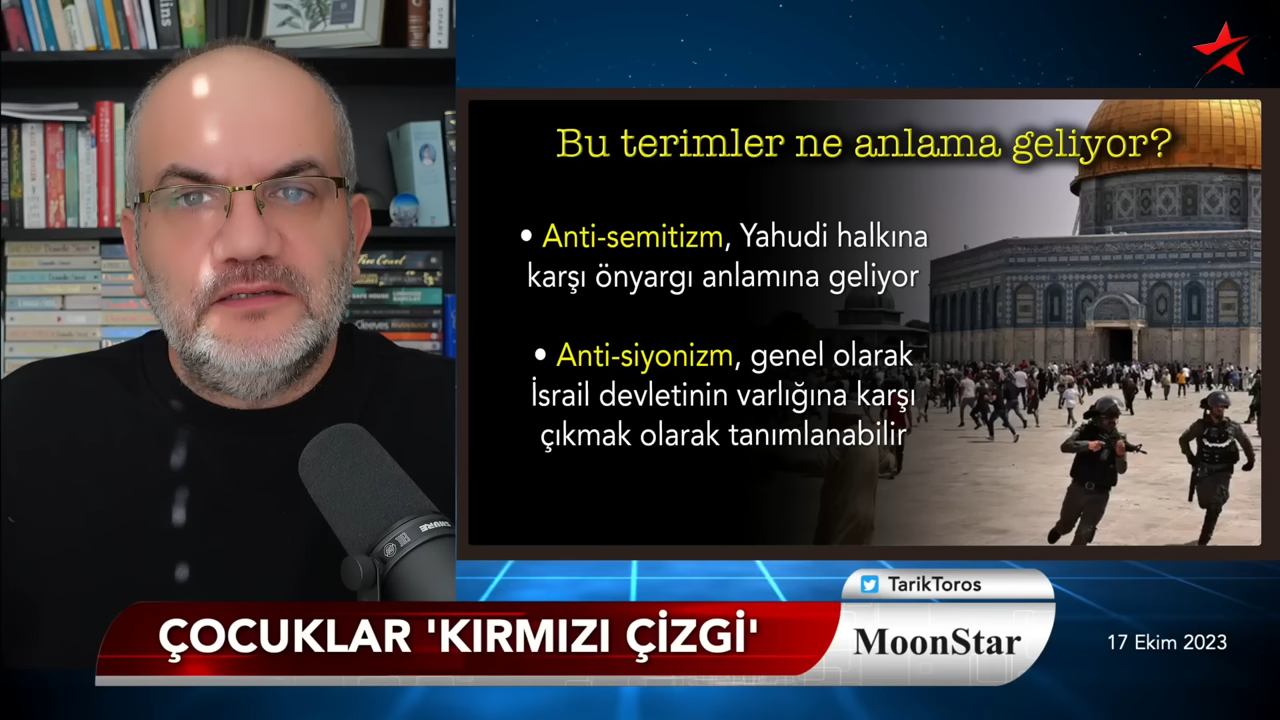 Bu terimler ne anlama geliyor?
• Anti-semitizm, Yahudi halkına
karşı önyargı anlamına geliyor
• Anti-siyonizm, genel olarak
İsrail devletinin varlığına karşı
çıkmak olarak tanımlanabilir
SHURE
TarikToros
ÇOCUKLAR 'KIRMIZI ÇİZGİ'
MoonStar
17 Ekim 2023